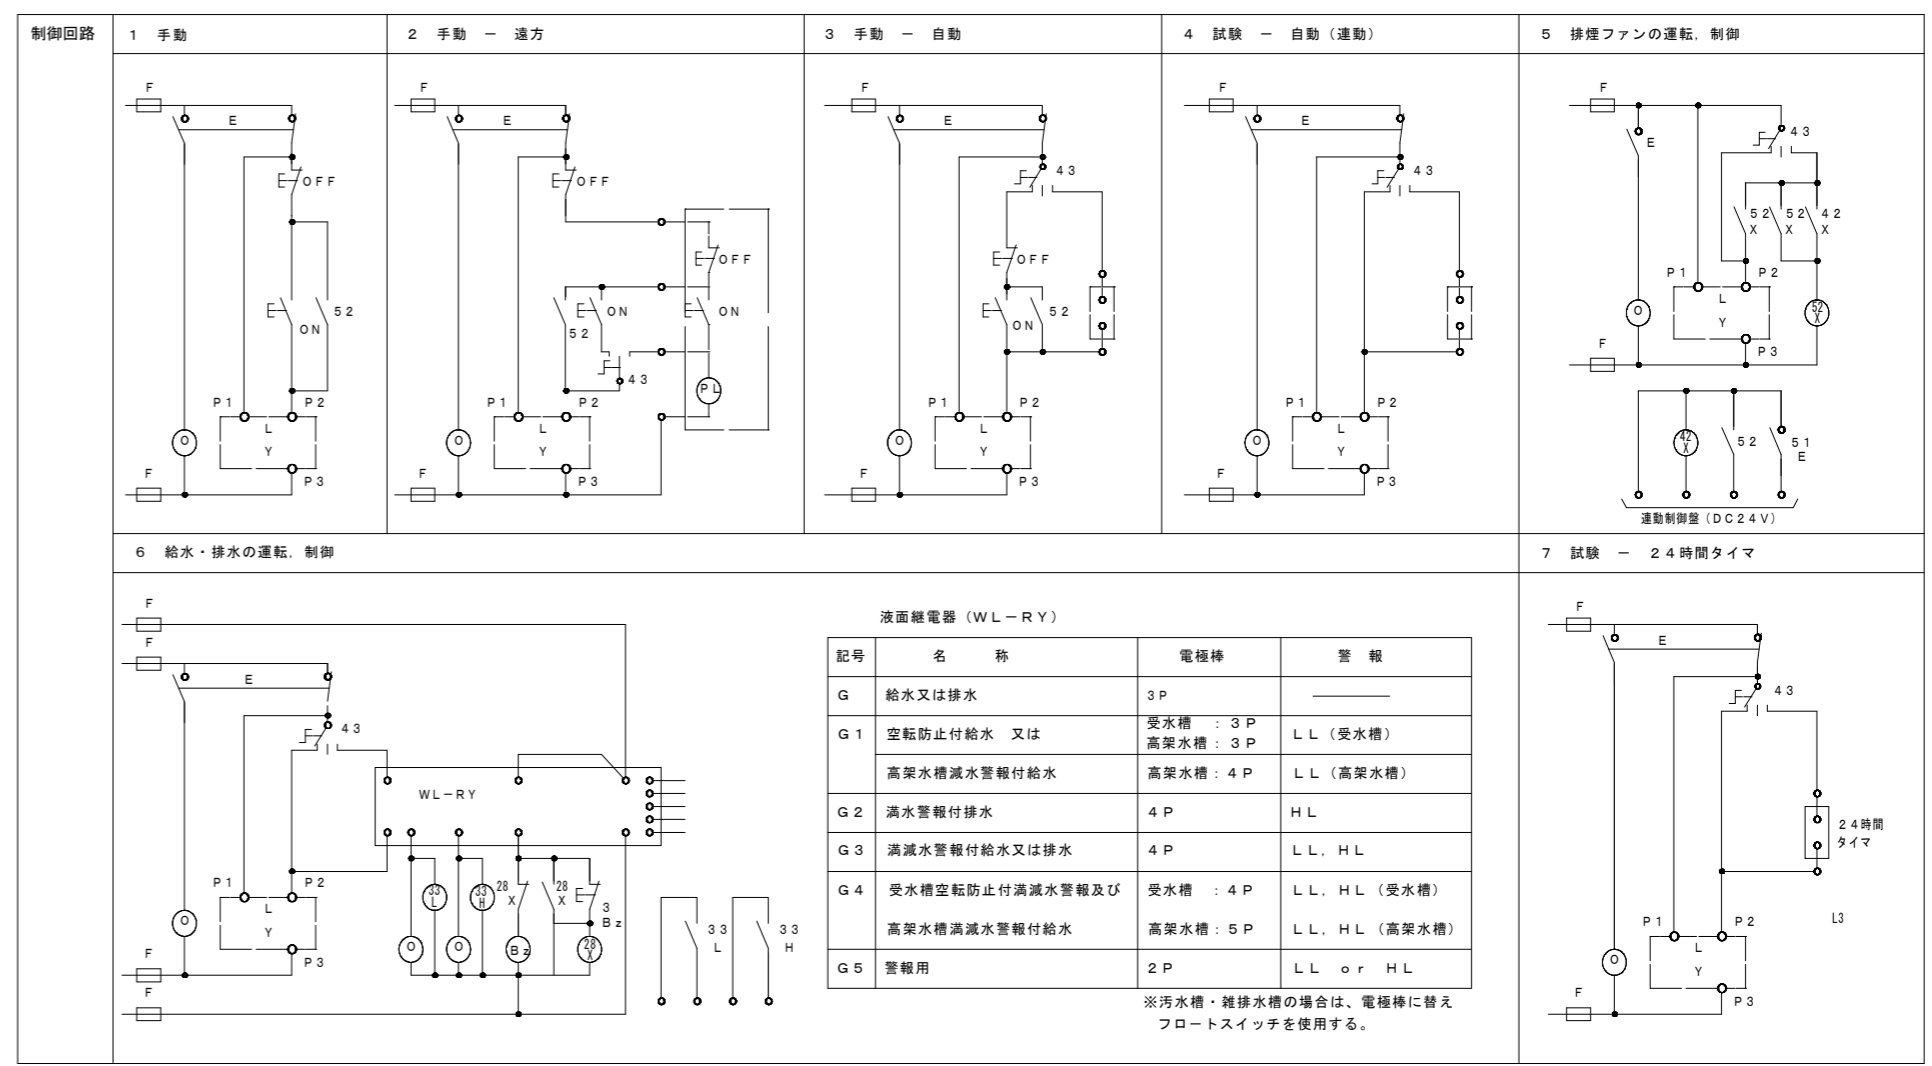 制御回路
1 手動
2 手動 － 遠方
3 手動 － 自動
4 試験 － 自動（連動）
5 排煙ファンの運転，制御
F
E
OFF
ON
52
P1
P2
L
Y
O
F
P3
F
E
OFF
OFF
ON
ON
52
43
PL
P1
P2
L
Y
O
F
P3
F
E
43
OFF
ON
52
P1
P2
L
Y
O
F
P3
F
E
43
P1
P2
L
Y
O
F
P3
F
43
E
52
X
52
X
42
X
P1
P2
L
Y
O
52
X
F
P3
42
X
52
51
E
連動制御盤（DC24V）
6 給水・排水の運転，制御
F
F
E
43
WL－RY
P1
P2
L
Y
O
F
P3
F
33
L
33
H
28
X
28
X
3
Bz
O
O
Bz
28
X
33
L
33
H
液面継電器（WL－RY）
記号 名 称 電極棒 警 報
G 給水又は排水 3P
G1 空転防止付給水 又は 受水槽 ：3P LL（受水槽）
高架水槽：3P
高架水槽減水警報付給水 高架水槽：4P LL（高架水槽）
G2 満水警報付排水 4P HL
G3 満減水警報付給水又は排水 4P LL，HL
G4 受水槽空転防止付満減水警報及び 受水槽 ：4P LL，HL（受水槽）
高架水槽満減水警報付給水 高架水槽：5P LL，HL（高架水槽）
G5 警報用 2P LL or HL
※汚水槽・雑排水槽の場合は、電極棒に替え
フロートスイッチを使用する。
7 試験 － 24時間タイマ
F
E
43
24時間
タイマ
L3
P1
P2
L
Y
O
F
P3